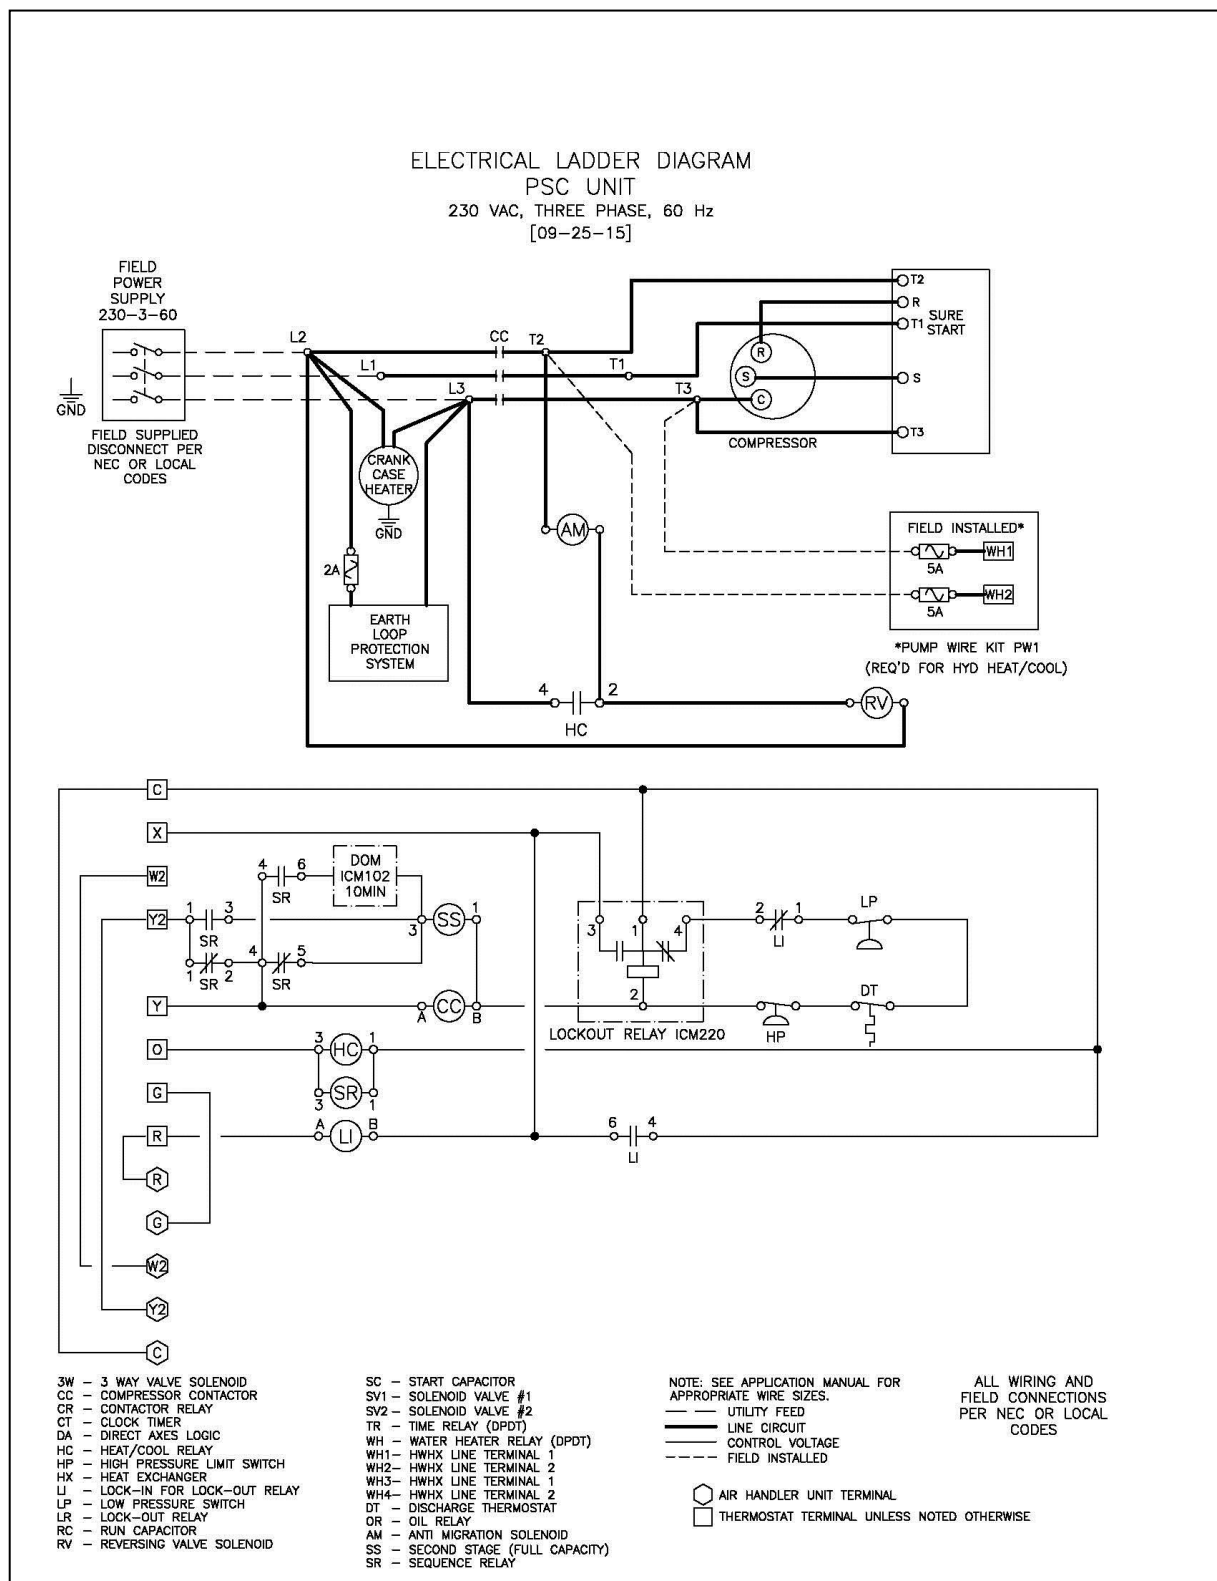 ELECTRICAL LADDER DIAGRAM
PSC UNIT
230 VAC, THREE PHASE, 60 Hz
[09-25-15]
FIELD
POWER
SUPPLY
230-3-60
GND
FIELD SUPPLIED
DISCONNECT PER
NEC OR LOCAL
CODES
L2
L1
L3
CC
T2
T1
T3
R
S
C
COMPRESSOR
T2
R
T1
SURE
START
S
T3
CRANK
CASE
HEATER
GND
2A
EARTH
LOOP
PROTECTION
SYSTEM
AM
FIELD INSTALLED*
WH1
5A
WH2
5A
*PUMP WIRE KIT PW1
(REQ'D FOR HYD HEAT/COOL)
4
2
HC
RV
C
X
W2
4
6
SR
DOM
ICM102
10MIN
Y2
1
3
SR
1
2
SR
4
5
SR
3
SS
1
Y
A
CC
B
3
1
4
2
LOCKOUT RELAY ICM220
2
1
LI
LP
HP
DT
O
3
HC
1
3
SR
1
G
R
A
LI
B
6
4
LI
R
G
W2
Y2
C
3W - 3 WAY VALVE SOLENOID
CC - COMPRESSOR CONTACTOR
CR - CONTACTOR RELAY
CT - CLOCK TIMER
DA - DIRECT AXES LOGIC
HC - HEAT/COOL RELAY
HP - HIGH PRESSURE LIMIT SWITCH
HX - HEAT EXCHANGER
LI - LOCK-IN FOR LOCK-OUT RELAY
LP - LOW PRESSURE SWITCH
LR - LOCK-OUT RELAY
RC - RUN CAPACITOR
RV - REVERSING VALVE SOLENOID
SC - START CAPACITOR
SV1 - SOLENOID VALVE #1
SV2 - SOLENOID VALVE #2
TR - TIME RELAY (DPDT)
WH - WATER HEATER RELAY (DPDT)
WH1- HWHX LINE TERMINAL 1
WH2- HWHX LINE TERMINAL 2
WH3- HWHX LINE TERMINAL 1
WH4- HWHX LINE TERMINAL 2
DT - DISCHARGE THERMOSTAT
OR - OIL RELAY
AM - ANTI MIGRATION SOLENOID
SS - SECOND STAGE (FULL CAPACITY)
SR - SEQUENCE RELAY
NOTE: SEE APPLICATION MANUAL FOR
APPROPRIATE WIRE SIZES.
UTILITY FEED
LINE CIRCUIT
CONTROL VOLTAGE
FIELD INSTALLED
AIR HANDLER UNIT TERMINAL
THERMOSTAT TERMINAL UNLESS NOTED OTHERWISE
ALL WIRING AND
FIELD CONNECTIONS
PER NEC OR LOCAL
CODES